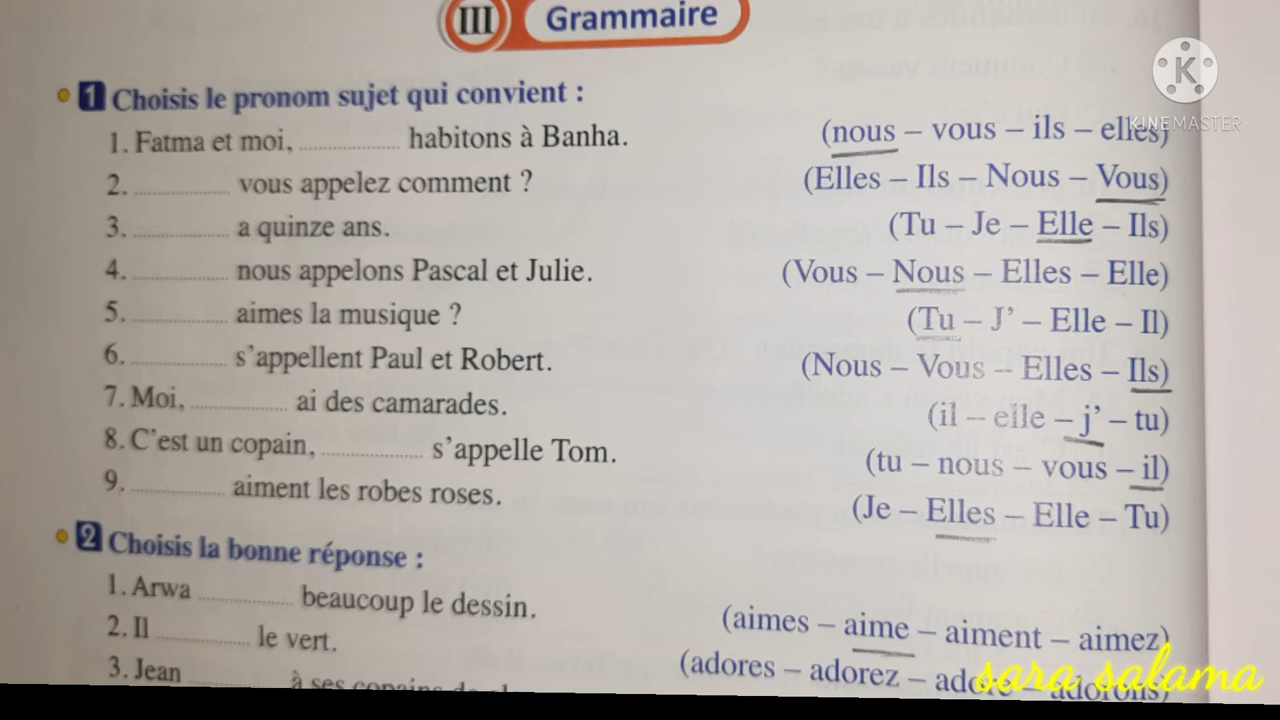 III Grammaire
1 Choisis le pronom sujet qui convient :
1. Fatma et moi, ............ habitons à Banha. (nous – vous – ils – elles)
2. ............ vous appelez comment ? (Elles – Ils – Nous – Vous)
3. ............ a quinze ans. (Tu – Je – Elle – Ils)
4. ............ nous appelons Pascal et Julie. (Vous – Nous – Elles – Elle)
5. ............ aimes la musique ? (Tu – J' – Elle – Il)
6. ............ s'appellent Paul et Robert. (Nous – Vous – Elles – Ils)
7. Moi, ............ ai des camarades. (il – elle – j' – tu)
8. C'est un copain, ............ s'appelle Tom. (tu – nous – vous – il)
9. ............ aiment les robes roses. (Je – Elles – Elle – Tu)
2 Choisis la bonne réponse :
1. Arwa ............ beaucoup le dessin. (aimes – aime – aiment – aimez)
2. Il ............ le vert. (adores – adorez – adore – adorons)
3. Jean ............ à ses copains de
K
KINEMASTER
sara salama